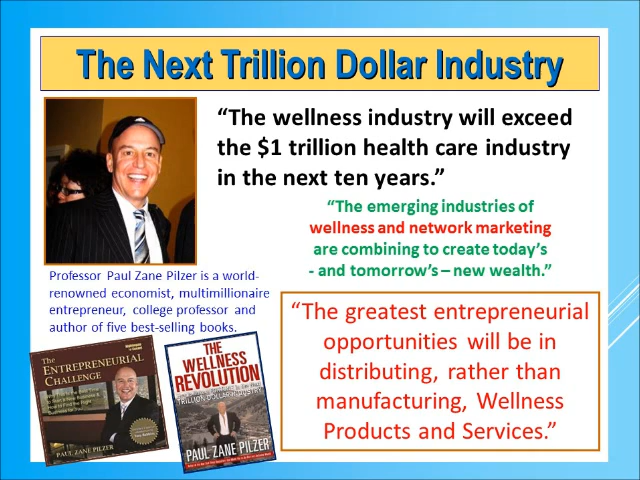 The Next Trillion Dollar Industry
“The wellness industry will exceed
the $1 trillion health care industry
in the next ten years.”
“The emerging industries of
wellness and network marketing
are combining to create today’s
- and tomorrow’s – new wealth.”
Professor Paul Zane Pilzer is a world-
renowned economist, multimillionaire
entrepreneur, college professor and
author of five best-selling books.
“The greatest entrepreneurial
opportunities will be in
distributing, rather than
manufacturing, Wellness
Products and Services.”
The
ENTREPRENEURIAL
CHALLENGE
PAUL ZANE PILZER
THE
WELLNESS
REVOLUTION
TRILLION DOLLAR INDUSTRY
PAUL ZANE PILZER